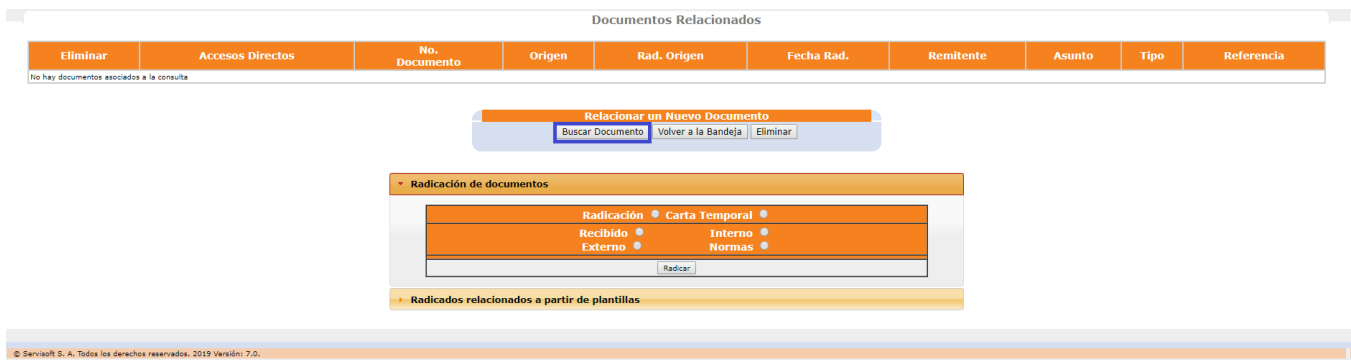 Documentos Relacionados
Eliminar Accesos Directos No. Documento Origen Rad. Origen Fecha Rad. Remitente Asunto Tipo Referencia
No hay documentos asociados a la consulta
Relacionar un Nuevo Documento
Buscar Documento Volver a la Bandeja Eliminar
Radicación de documentos
Radicación Carta Temporal
Recibido Interno
Externo Normas
Radicar
Radicados relacionados a partir de plantillas
© Servisoft S. A. Todos los derechos reservados. 2019 Versión: 7.0.